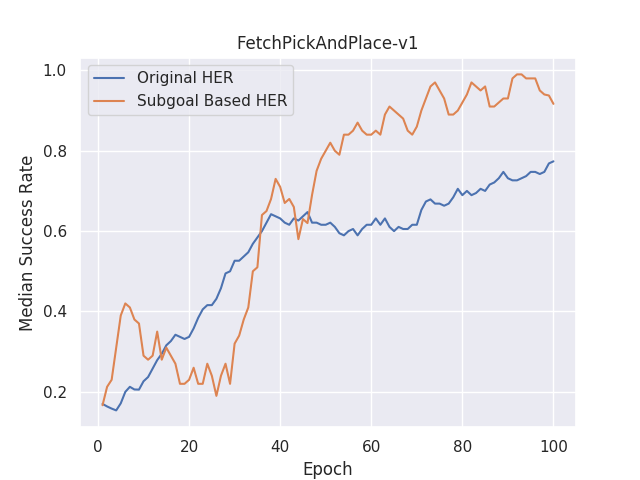 FetchPickAndPlace-v1
Original HER
Subgoal Based HER
Median Success Rate
1.0
0.8
0.6
0.4
0.2
0 20 40 60 80 100
Epoch